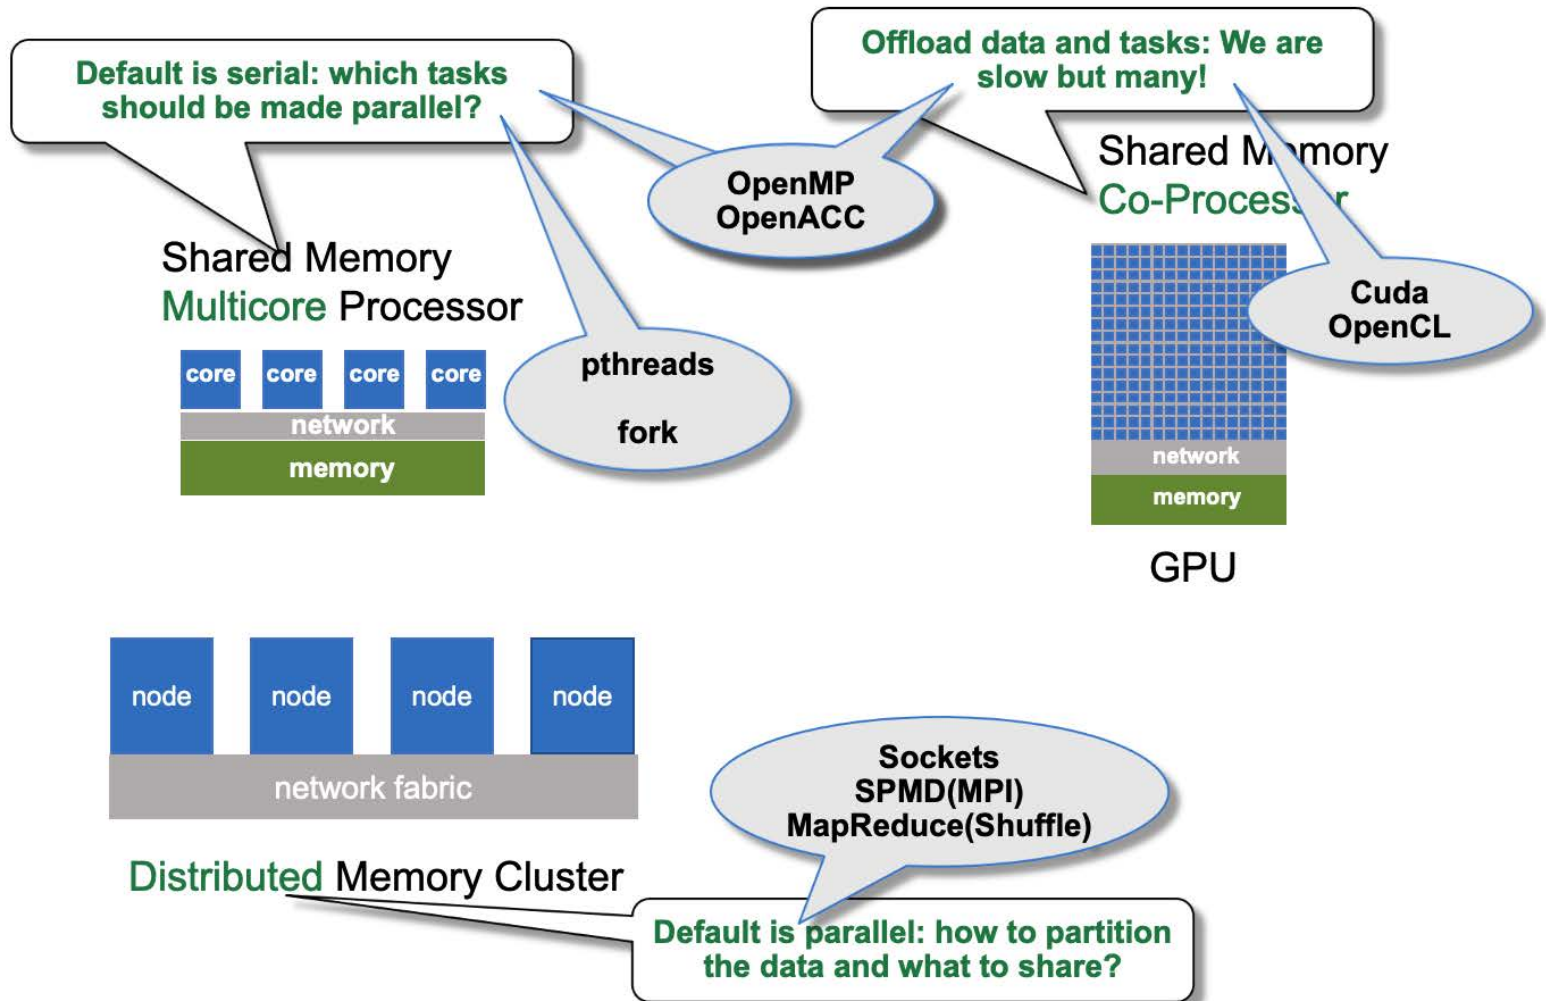 Default is serial: which tasks
should be made parallel?
Offload data and tasks: We are
slow but many!
OpenMP
OpenACC
Shared Memory
Multicore Processor
core core core core
network
memory
pthreads
fork
Shared Memory
Co-Processor
Cuda
OpenCL
network
memory
GPU
node node node node
network fabric
Distributed Memory Cluster
Sockets
SPMD(MPI)
MapReduce(Shuffle)
Default is parallel: how to partition
the data and what to share?